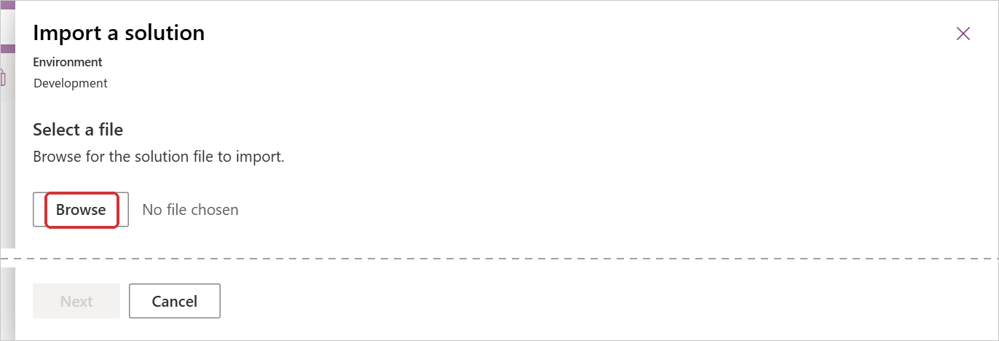 Import a solution
Environment
Development
Select a file
Browse for the solution file to import.
Browse No file chosen
Next Cancel